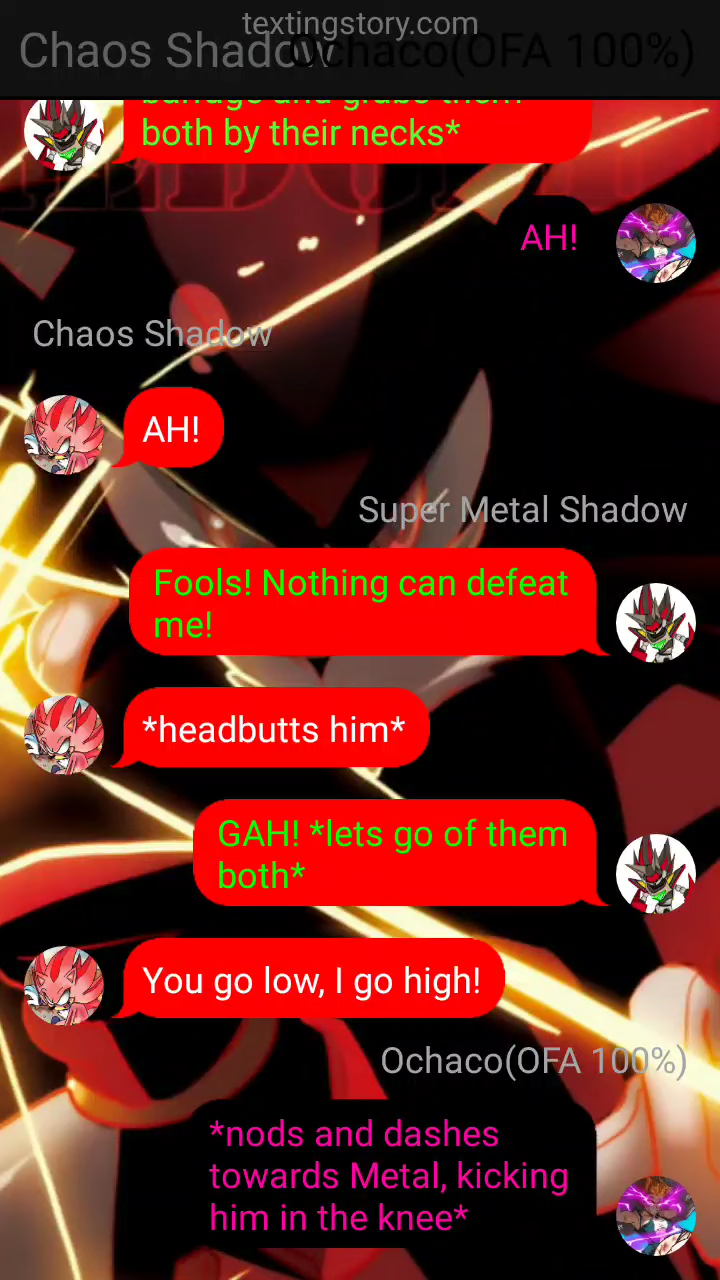 textingstory.com
Chaos Shadow
Ochaco(OFA 100%)
both by their necks*
AH!
Chaos Shadow
AH!
Super Metal Shadow
Fools! Nothing can defeat
me!
*headbutts him*
GAH! *lets go of them
both*
You go low, I go high!
Ochaco(OFA 100%)
*nods and dashes
towards Metal, kicking
him in the knee*